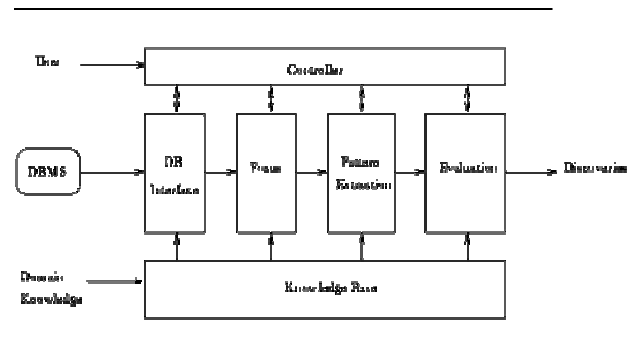 User
Controller
DBMS
DB
Interface
Focus
Pattern
Extraction
Evaluation
Discoveries
Domain
Knowledge
Knowledge Base